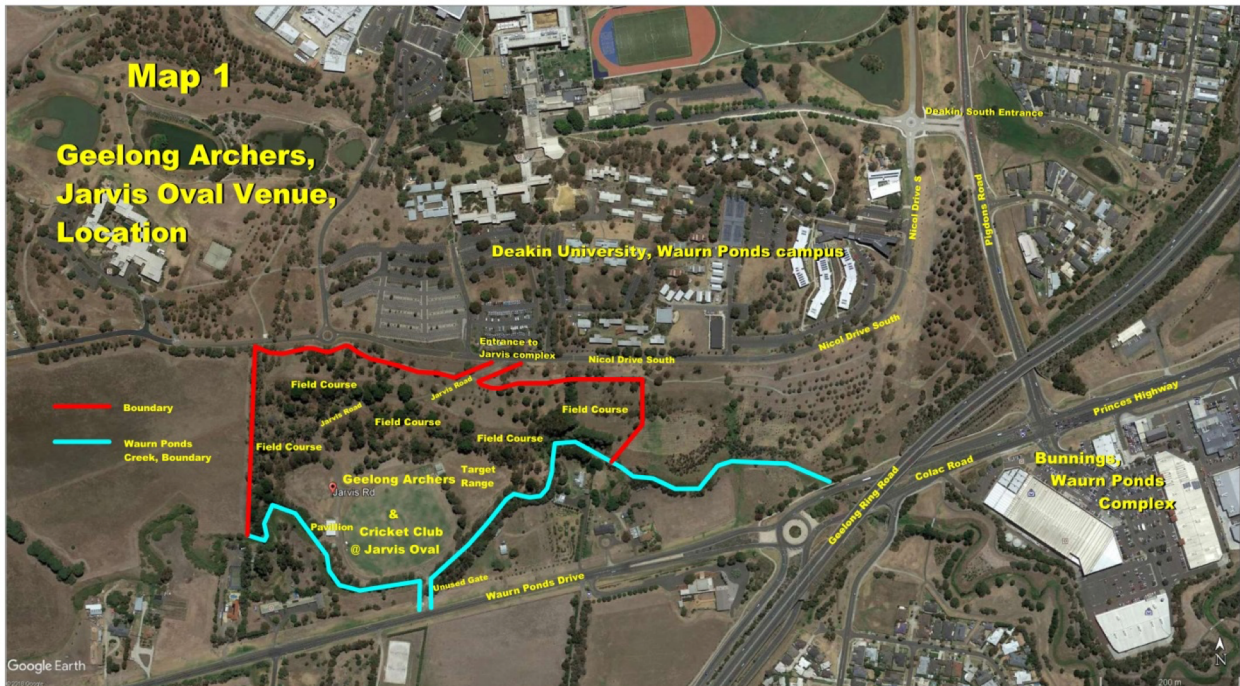 Map 1
Geelong Archers,
Jarvis Oval Venue,
Location
Deakin, South Entrance
Nicol Drive S
Pigdons Road
Deakin University, Waurn Ponds campus
Nicol Drive South
Entrance to
Jarvis complex
Nicol Drive South
Field Course
Jarvis Road
Boundary
Jarvis Road
Field Course
Field Course
Princes Highway
Waurn Ponds
Creek, Boundary
Field Course
Field Course
Colac Road
Geelong Ring Road
Bunnings,
Waurn Ponds
Complex
Geelong Archers
Target
Range
Jarvis Rd
&
Pavilion
Cricket Club
@ Jarvis Oval
Unused Gate
Waurn Ponds Drive
Google Earth
N
200 m